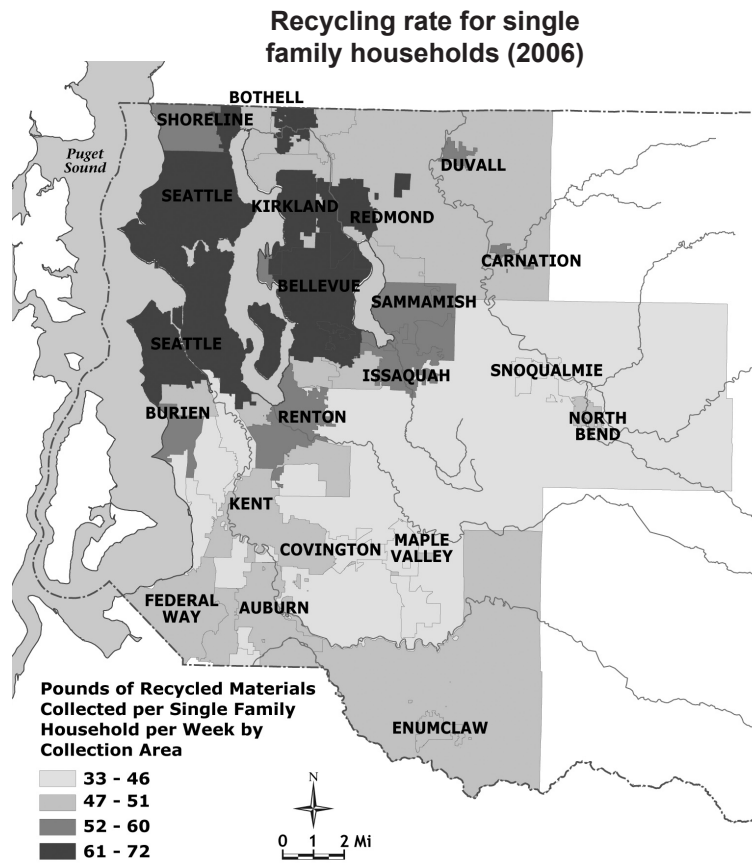 Recycling rate for single
family households (2006)
BOTHELL
SHORELINE
Puget
Sound
DUVALL
SEATTLE
KIRKLAND
REDMOND
CARNATION
BELLEVUE
SAMMAMISH
SEATTLE
ISSAQUAH
SNOQUALMIE
BURIEN
RENTON
NORTH
BEND
KENT
COVINGTON
MAPLE
VALLEY
FEDERAL
WAY
AUBURN
ENUMCLAW
Pounds of Recycled Materials
Collected per Single Family
Household per Week by
Collection Area
33 - 46
47 - 51
52 - 60
61 - 72
N
0 1 2 Mi